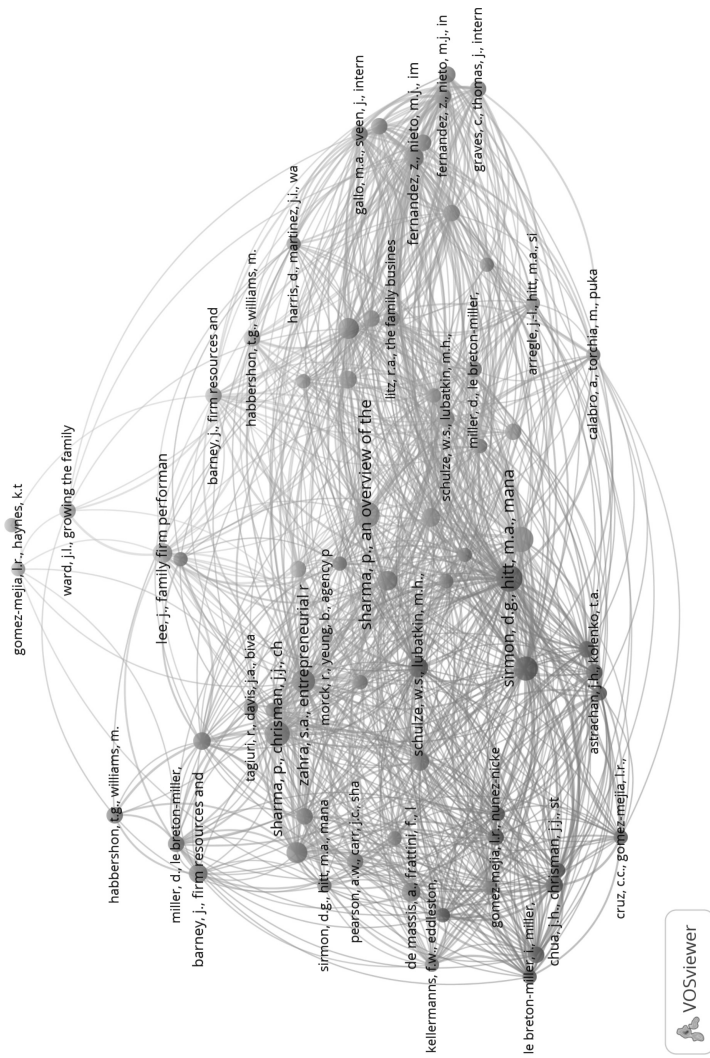 gomez-mejia, l.r., haynes, k.t
ward, j.l., growing the family
habbershon, t.g., williams, m.
miller, d., le breton-miller,
lee, j., family firm performan
barney, j., firm resources and
barney, j., firm resources and
habbershon, t.g., williams, m.
tagiuri, r., davis, j.a., biva
harris, d., martinez, j.i., wa
sharma, p., chrisman, j.j., ch
zahra, s.a., entrepreneurial r
morck, r., yeung, b., agency p
sirmon, d.g., hitt, m.a., mana
pearson, a.w., carr, j.c., sha
gallo, m.a., sveen, j., intern
sharma, p., an overview of the
litz, r.a., the family busines
de massis, a., frattini, f., l
schulze, w.s., lubatkin, m.h.,
fernandez, z., nieto, m.j., im
kellermanns, f.w., eddleston,
schulze, w.s., lubatkin, m.h.,
fernandez, z., nieto, m.j., in
miller, d., le breton-miller,
graves, c., thomas, j., intern
gomez-mejia, l.r., nunez-nicke
sirmon, d.g., hitt, m.a., mana
le breton-miller, i., miller,
arregle, j.-l., hitt, m.a., si
chua, j.h., chrisman, j.j., st
astrachan, j.h., kolenko, t.a.
calabro, a., torchia, m., puka
cruz, c.c., gomez-mejia, l.r.,
VOSviewer